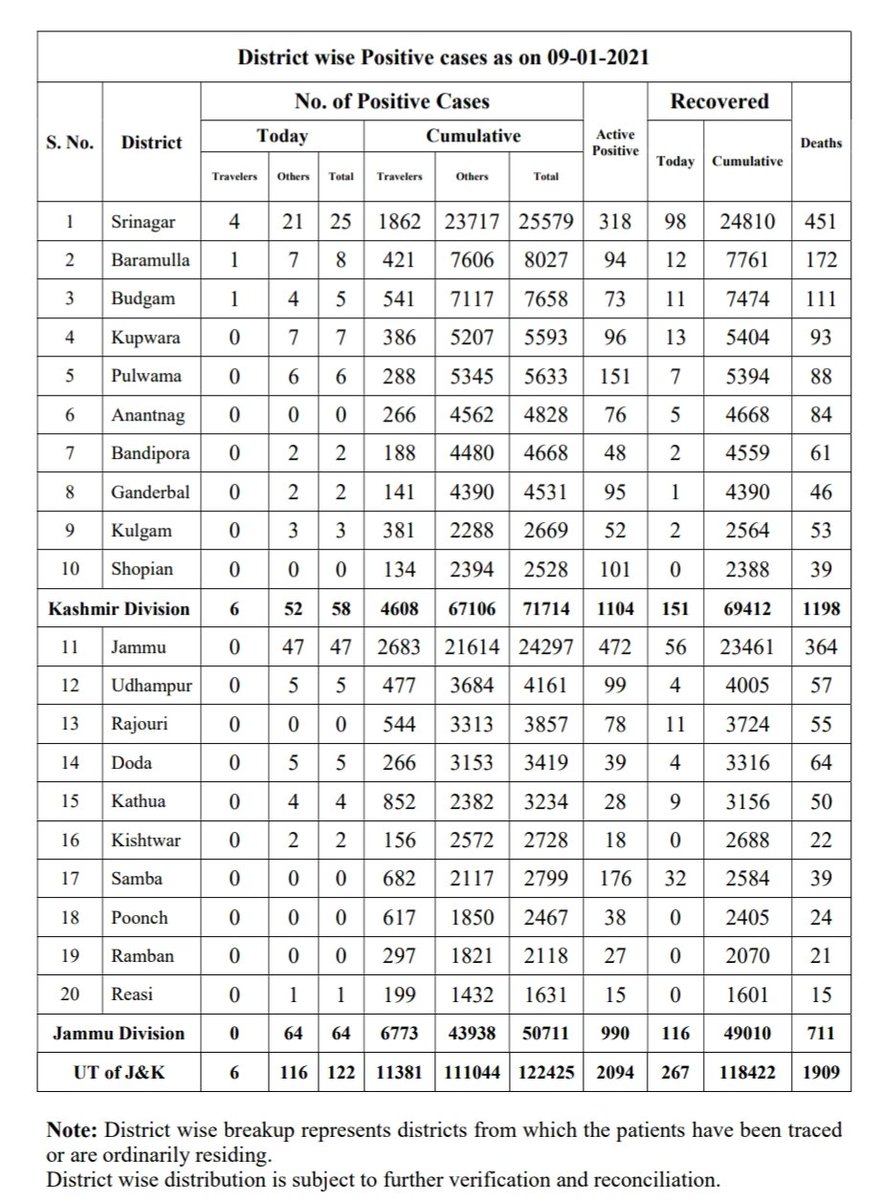 District wise Positive cases as on 09-01-2021
S. No. District No. of Positive Cases Active Positive Recovered Deaths
Today Cumulative Today Cumulative
Travelers Others Total Travelers Others Total
1 Srinagar 4 21 25 1862 23717 25579 318 98 24810 451
2 Baramulla 1 7 8 421 7606 8027 94 12 7761 172
3 Budgam 1 4 5 541 7117 7658 73 11 7474 111
4 Kupwara 0 7 7 386 5207 5593 96 13 5404 93
5 Pulwama 0 6 6 288 5345 5633 151 7 5394 88
6 Anantnag 0 0 0 266 4562 4828 76 5 4668 84
7 Bandipora 0 2 2 188 4480 4668 48 2 4559 61
8 Ganderbal 0 2 2 141 4390 4531 95 1 4390 46
9 Kulgam 0 3 3 381 2288 2669 52 2 2564 53
10 Shopian 0 0 0 134 2394 2528 101 0 2388 39
Kashmir Division 6 52 58 4608 67106 71714 1104 151 69412 1198
11 Jammu 0 47 47 2683 21614 24297 472 56 23461 364
12 Udhampur 0 5 5 477 3684 4161 99 4 4005 57
13 Rajouri 0 0 0 544 3313 3857 78 11 3724 55
14 Doda 0 5 5 266 3153 3419 39 4 3316 64
15 Kathua 0 4 4 852 2382 3234 28 9 3156 50
16 Kishtwar 0 2 2 156 2572 2728 18 0 2688 22
17 Samba 0 0 0 682 2117 2799 176 32 2584 39
18 Poonch 0 0 0 617 1850 2467 38 0 2405 24
19 Ramban 0 0 0 297 1821 2118 27 0 2070 21
20 Reasi 0 1 1 199 1432 1631 15 0 1601 15
Jammu Division 0 64 64 6773 43938 50711 990 116 49010 711
UT of J&K 6 116 122 11381 111044 122425 2094 267 118422 1909
Note: District wise breakup represents districts from which the patients have been traced
or are ordinarily residing.
District wise distribution is subject to further verification and reconciliation.